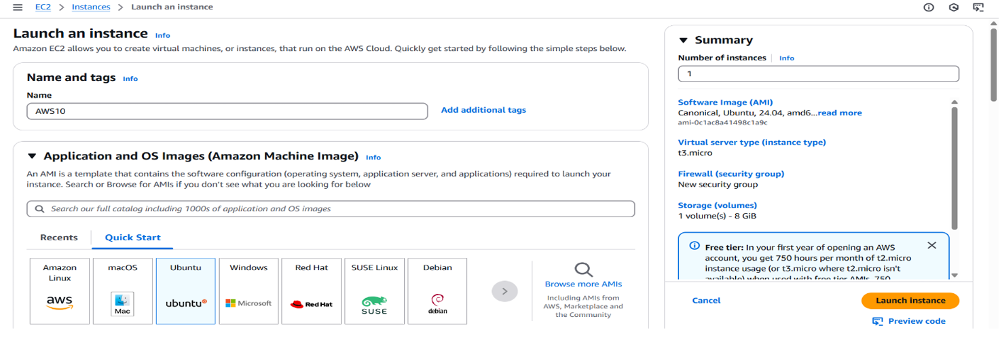 EC2 > Instances > Launch an instance
Launch an instance Info
Amazon EC2 allows you to create virtual machines, or instances, that run on the AWS Cloud. Quickly get started by following the simple steps below.
Name and tags Info
Name
AWS10
Add additional tags
Application and OS Images (Amazon Machine Image) Info
An AMI is a template that contains the software configuration (operating system, application server, and applications) required to launch your
instance. Search or Browse for AMIs if you don't see what you are looking for below
Search our full catalog including 1000s of application and OS images
Recents
Quick Start
Amazon
Linux
aws
macOS
Mac
Ubuntu
ubuntu
Windows
Microsoft
Red Hat
Red Hat
SUSE Linux
SUSE
Debian
debian
Browse more AMIs
Including AMIs from
AWS, Marketplace and
the Community
Summary
Number of instances Info
1
Software Image (AMI)
Canonical, Ubuntu, 24.04, amd6...read more
ami-0c1ac8a41498c1a9c
Virtual server type (instance type)
t3.micro
Firewall (security group)
New security group
Storage (volumes)
1 volume(s) - 8 GiB
Free tier: In your first year of opening an AWS
account, you get 750 hours per month of t2.micro
instance usage (or t3.micro where t2.micro isn't
available) when used with free tier AMIs, 750
Cancel
Launch instance
Preview code